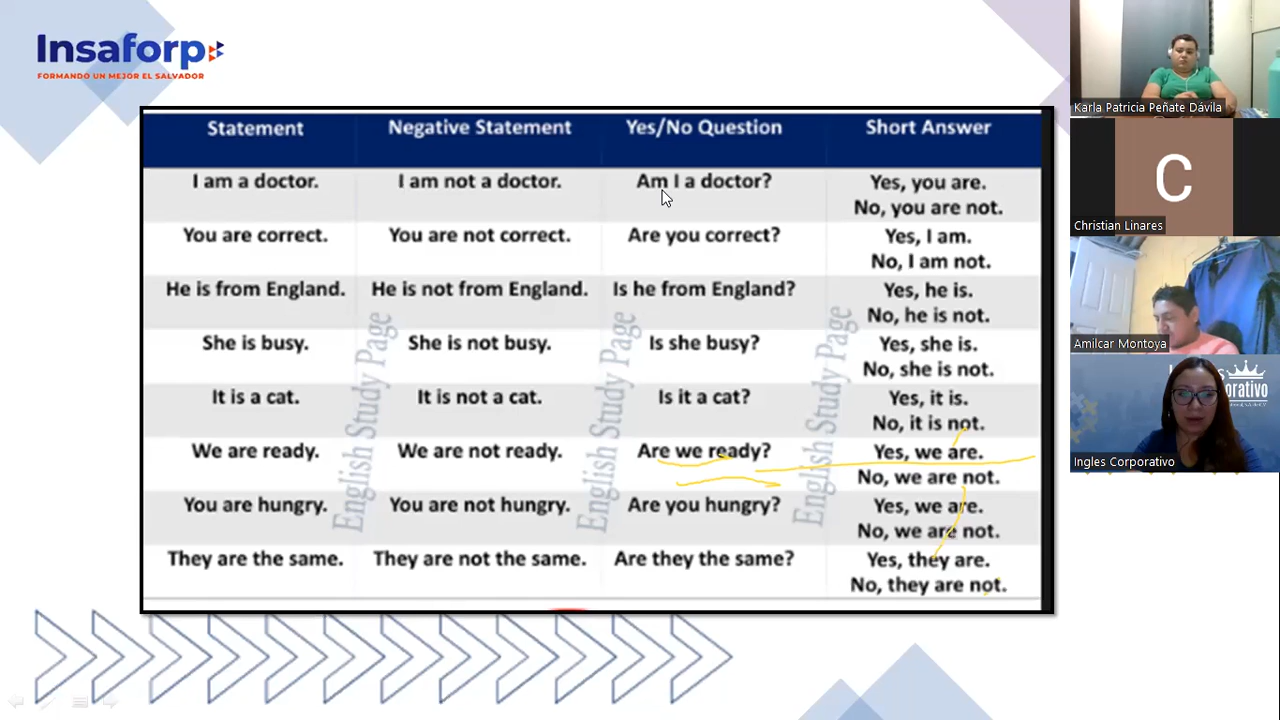 Insaforp
FORMANDO UN MEJOR EL SALVADOR
Statement Negative Statement Yes/No Question Short Answer
I am a doctor. I am not a doctor. Am I a doctor? Yes, you are.
No, you are not.
You are correct. You are not correct. Are you correct? Yes, I am.
No, I am not.
He is from England. He is not from England. Is he from England? Yes, he is.
No, he is not.
She is busy. She is not busy. Is she busy? Yes, she is.
No, she is not.
It is a cat. It is not a cat. Is it a cat? Yes, it is.
No, it is not.
We are ready. We are not ready. Are we ready? Yes, we are.
No, we are not.
You are hungry. You are not hungry. Are you hungry? Yes, we are.
No, we are not.
They are the same. They are not the same. Are they the same? Yes, they are.
No, they are not.
English Study Page
English Study Page
English Study Page
Karla Patricia Peñate Dávila
C
Christian Linares
Amilcar Montoya
Ingles Corporativo